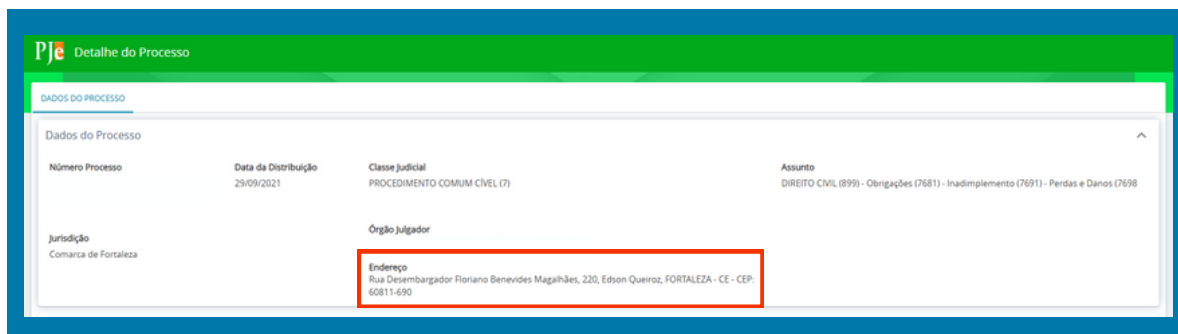 PJe Detalhe do Processo
DADOS DO PROCESSO
Dados do Processo
Número Processo
Data da Distribuição
29/09/2021
Classe Judicial
PROCEDIMENTO COMUM CÍVEL (7)
Assunto
DIREITO CIVIL (899) - Obrigações (7681) - Inadimplemento (7691) - Perdas e Danos (7698
Jurisdição
Comarca de Fortaleza
Órgão Julgador
Endereço
Rua Desembargador Floriano Benevides Magalhães, 220, Edson Queiroz, FORTALEZA - CE - CEP:
60811-690